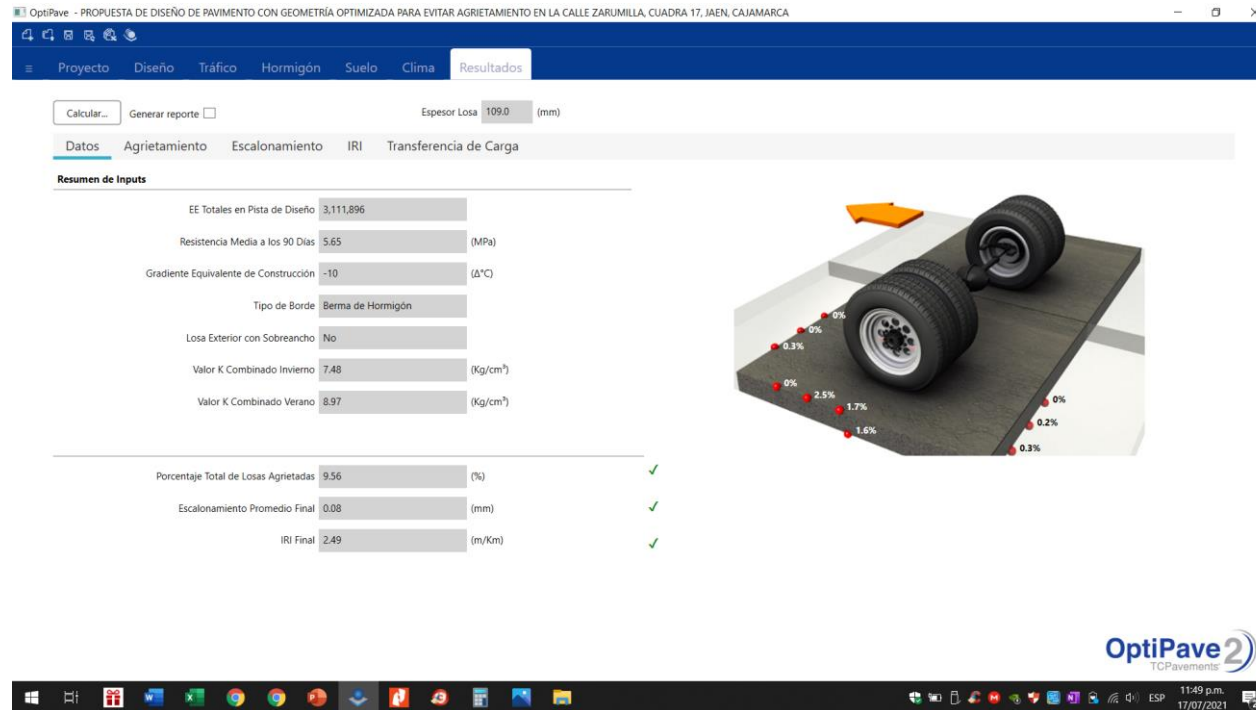 OptiPave - PROPUESTA DE DISEÑO DE PAVIMENTO CON GEOMETRÍA OPTIMIZADA PARA EVITAR AGRIETAMIENTO EN LA CALLE ZARUMILLA, CUADRA 17, JAEN, CAJAMARCA
Proyecto Diseño Tráfico Hormigón Suelo Clima Resultados
Calcular... Generar reporte Espesor Losa 109.0 (mm)
Datos Agrietamiento Escalonamiento IRI Transferencia de Carga
Resumen de Inputs
EE Totales en Pista de Diseño 3,111,896
Resistencia Media a los 90 Días 5.65 (MPa)
Gradiente Equivalente de Construcción -10 (Δ°C)
Tipo de Borde Berma de Hormigón
Losa Exterior con Sobreancho No
Valor K Combinado Invierno 7.48 (Kg/cm³)
Valor K Combinado Verano 8.97 (Kg/cm³)
0%
0%
0.3%
0%
2.5%
1.7%
1.6%
0%
0.2%
0.3%
Porcentaje Total de Losas Agrietadas 9.56 (%)
Escalonamiento Promedio Final 0.08 (mm)
IRI Final 2.49 (m/Km)
OptiPave 2
TCPavements
ESP 11:49 p.m.
17/07/2021